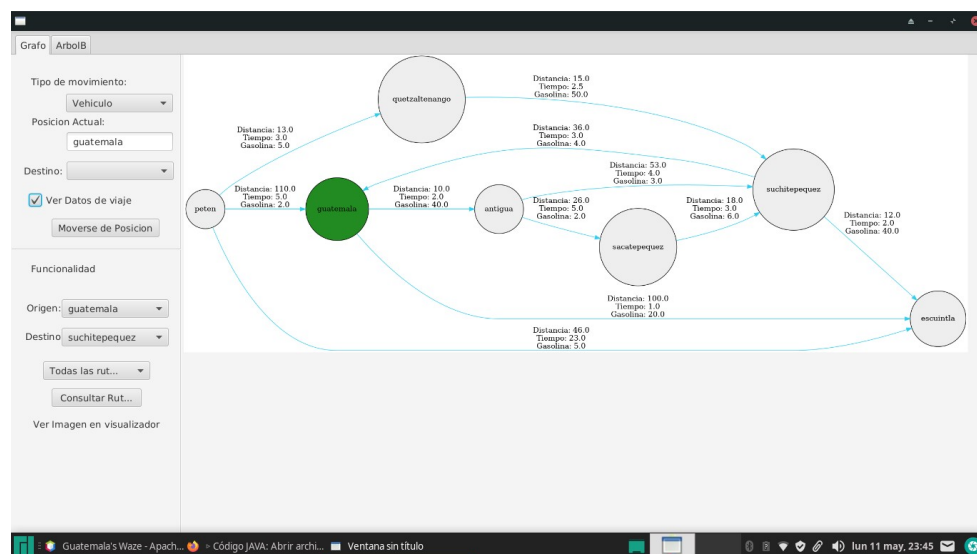 Grafo
ArbolB
Tipo de movimiento:
Vehiculo
Posicion Actual:
guatemala
Destino:
Ver Datos de viaje
Moverse de Posicion
Funcionalidad
Origen:
guatemala
Destino
suchitepequez
Todas las rut...
Consultar Rut...
Ver Imagen en visualizador
quetzaltenango
Distancia: 15.0
Tiempo: 2.5
Gasolina: 50.0
Distancia: 13.0
Tiempo: 3.0
Gasolina: 5.0
Distancia: 36.0
Tiempo: 3.0
Gasolina: 4.0
Distancia: 53.0
Tiempo: 4.0
Gasolina: 3.0
peten
Distancia: 110.0
Tiempo: 5.0
Gasolina: 2.0
guatemala
Distancia: 10.0
Tiempo: 2.0
Gasolina: 40.0
antigua
Distancia: 26.0
Tiempo: 5.0
Gasolina: 2.0
sacatepequez
Distancia: 18.0
Tiempo: 3.0
Gasolina: 6.0
suchitepequez
Distancia: 12.0
Tiempo: 2.0
Gasolina: 40.0
Distancia: 100.0
Tiempo: 1.0
Gasolina: 20.0
escuintla
Distancia: 46.0
Tiempo: 23.0
Gasolina: 5.0
Guatemala's Waze - Apach...
Código JAVA: Abrir archi...
Ventana sin título
lun 11 may, 23:45